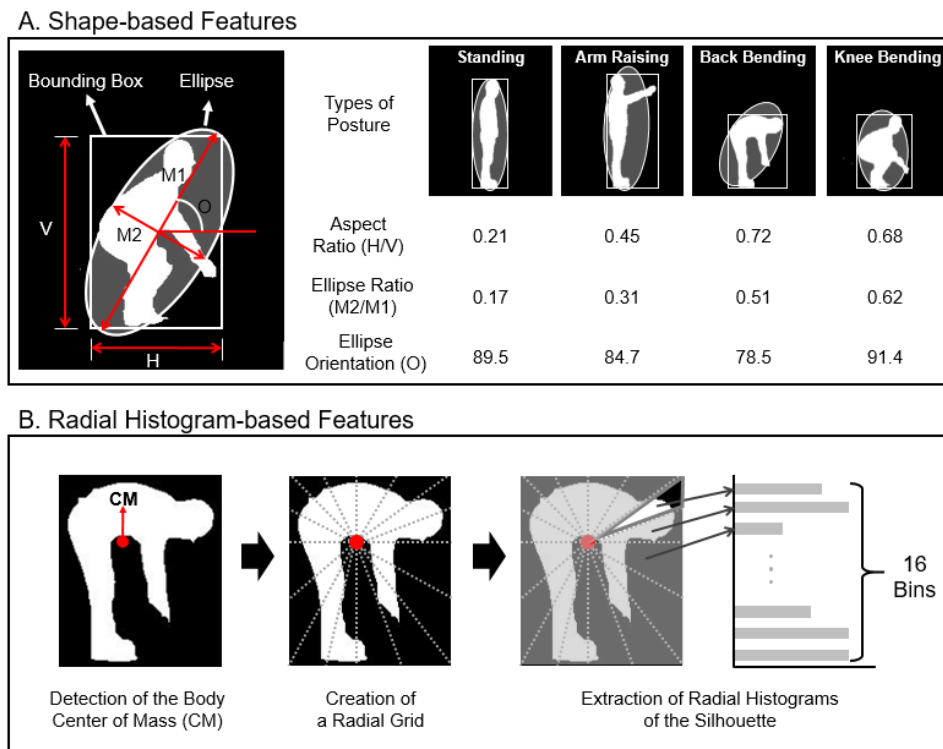 A. Shape-based Features
Bounding Box
Ellipse
M1
O
V
M2
H
Types of
Posture
Standing
Arm Raising
Back Bending
Knee Bending
Aspect
Ratio (H/V)
0.21
0.45
0.72
0.68
Ellipse Ratio
(M2/M1)
0.17
0.31
0.51
0.62
Ellipse
Orientation (O)
89.5
84.7
78.5
91.4
B. Radial Histogram-based Features
CM
16
Bins
Detection of the Body
Center of Mass (CM)
Creation of
a Radial Grid
Extraction of Radial Histograms
of the Silhouette